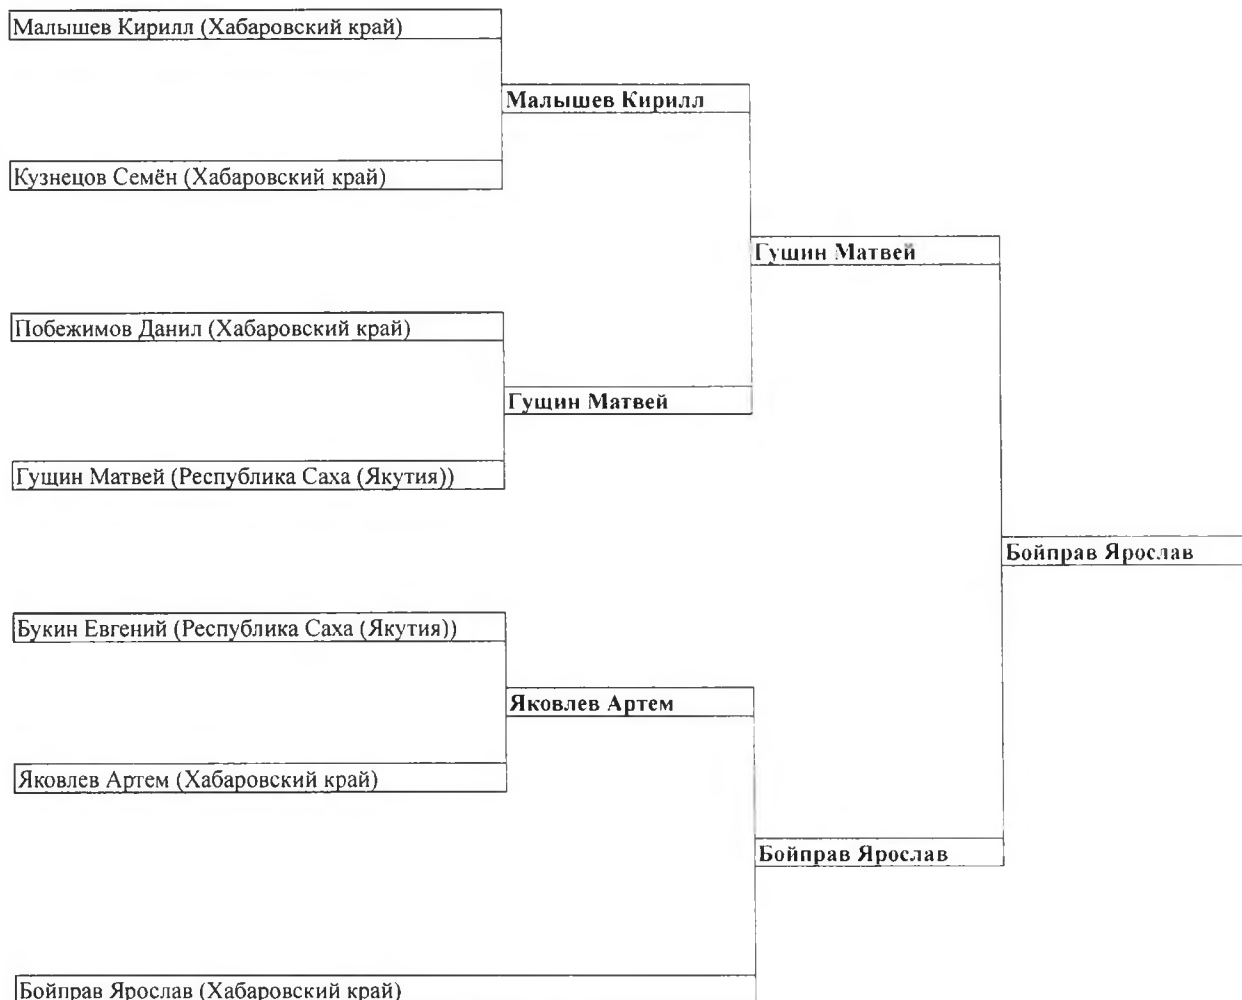 Малышев Кирилл (Хабаровский край)
Малышев Кирилл
Кузнецов Семён (Хабаровский край)
Гущин Матвей
Побежимов Данил (Хабаровский край)
Гущин Матвей
Гущин Матвей (Республика Саха (Якутия))
Бойправ Ярослав
Букин Евгений (Республика Саха (Якутия))
Яковлев Артем
Яковлев Артем (Хабаровский край)
Бойправ Ярослав
Бойправ Ярослав (Хабаровский край)